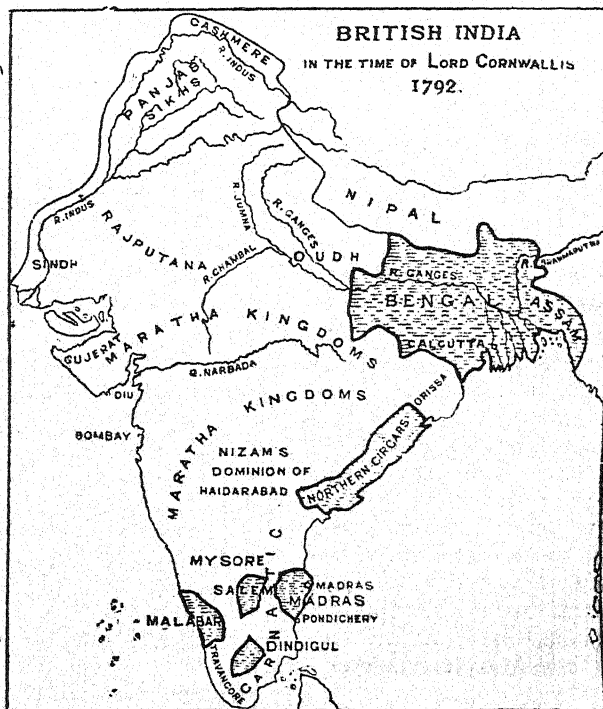 BRITISH INDIA
IN THE TIME OF LORD CORNWALLIS
1792.
CASHMERE
R. INDUS
PANJAB
SIKHS
NIPAL
R. INDUS
RAJPUTANA
R. JUMNA
R. GANGES
OUDH
R. CHAMBAL
SINDH
R. GANGES
R. BRAHMAPUTRA
BENGAL
ASSAM
MARATHA KINGDOMS
GUJERAT
CALCUTTA
R. NARBADA
DIU
MARATHA KINGDOMS
ORISSA
BOMBAY
NIZAM'S
DOMINION OF
HAIDARABAD
NORTHERN CIRCARS
MYSORE
SALEM
MADRAS
MADRAS
PONDICHERY
MALABAR
DINDIGUL
TRAVANCORE
CARNATIC